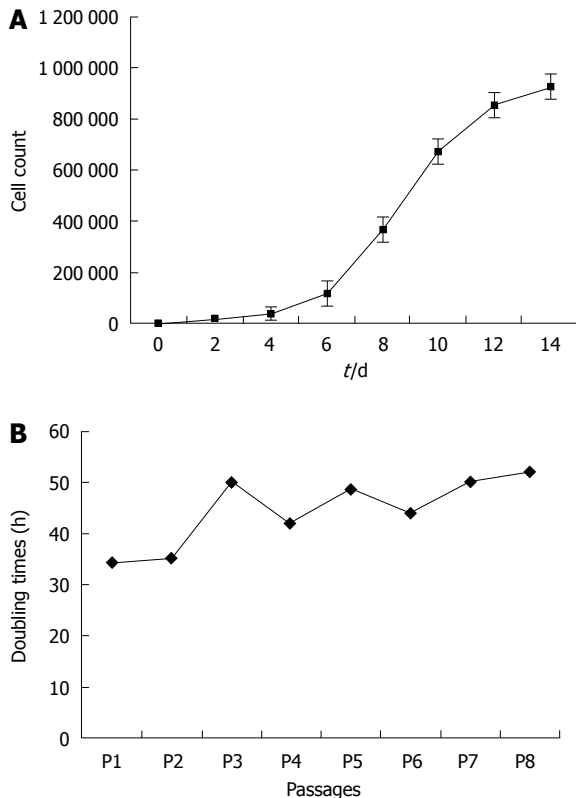 A
1 200 000
1 000 000
800 000
600 000
400 000
200 000
0
Cell count
0 2 4 6 8 10 12 14
t/d
B
60
50
40
30
20
10
0
Doubling times (h)
P1 P2 P3 P4 P5 P6 P7 P8
Passages